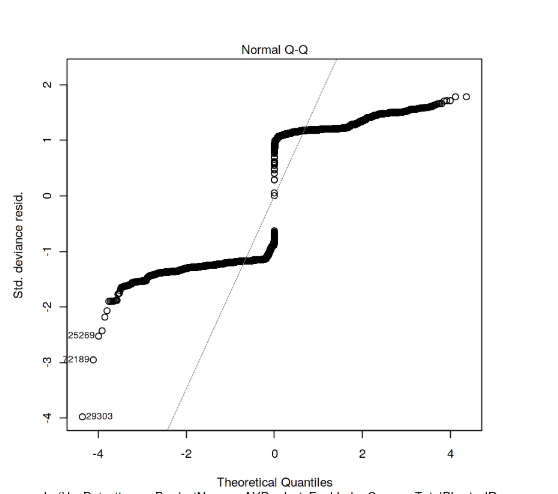 Normal Q-Q
Std. deviance resid.
2
1
0
-1
-2
-3
-4
25269
72189
29303
-4 -2 0 2 4
Theoretical Quantiles